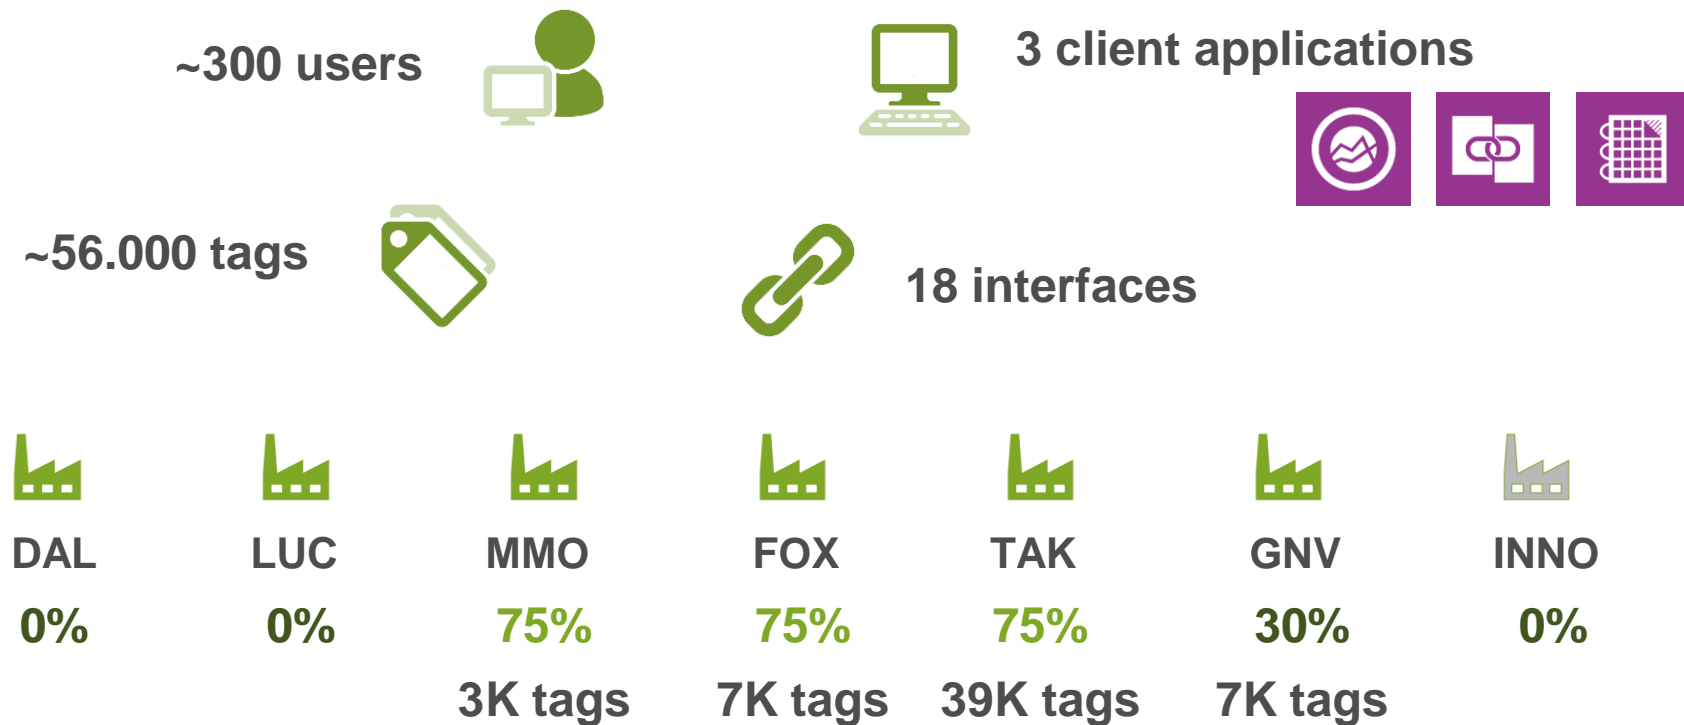 ~300 users
3 client applications
~56.000 tags
18 interfaces
DAL LUC MMO FOX TAK GNV INNO
0% 0% 75% 75% 75% 30% 0%
3K tags 7K tags 39K tags 7K tags